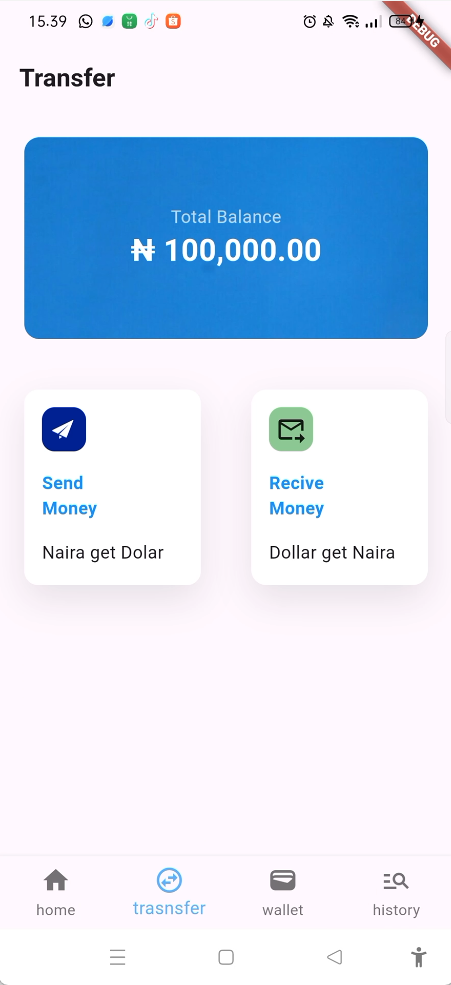 15.39
84
DEBUG
Transfer
Total Balance
₦ 100,000.00
Send
Money
Naira get Dolar
Recive
Money
Dollar get Naira
home
trasnsfer
wallet
history